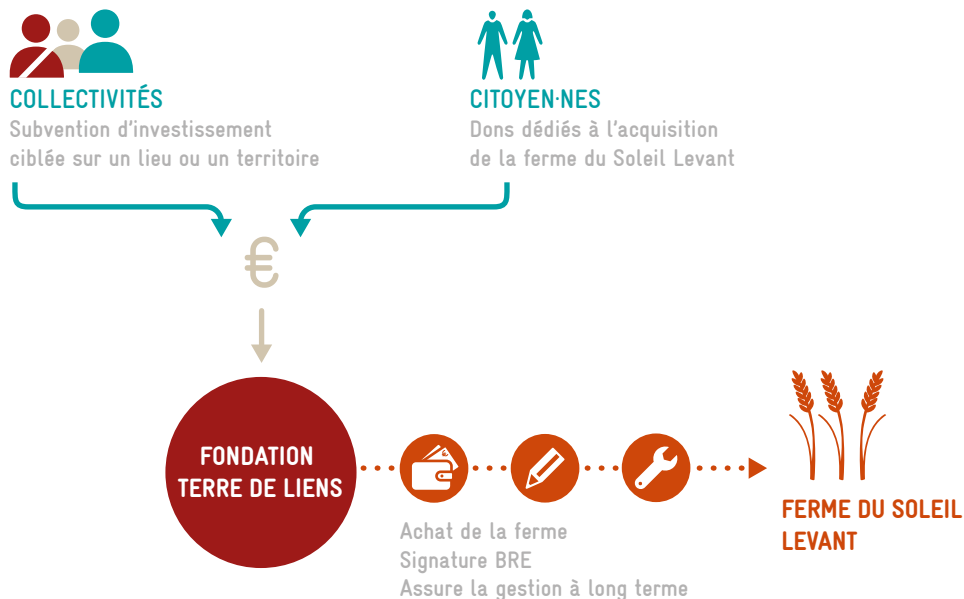 COLLECTIVITÉS
Subvention d'investissement
ciblée sur un lieu ou un territoire
CITOYEN·NES
Dons dédiés à l'acquisition
de la ferme du Soleil Levant
€
FONDATION
TERRE DE LIENS
Achat de la ferme
Signature BRE
Assure la gestion à long terme
FERME DU SOLEIL
LEVANT